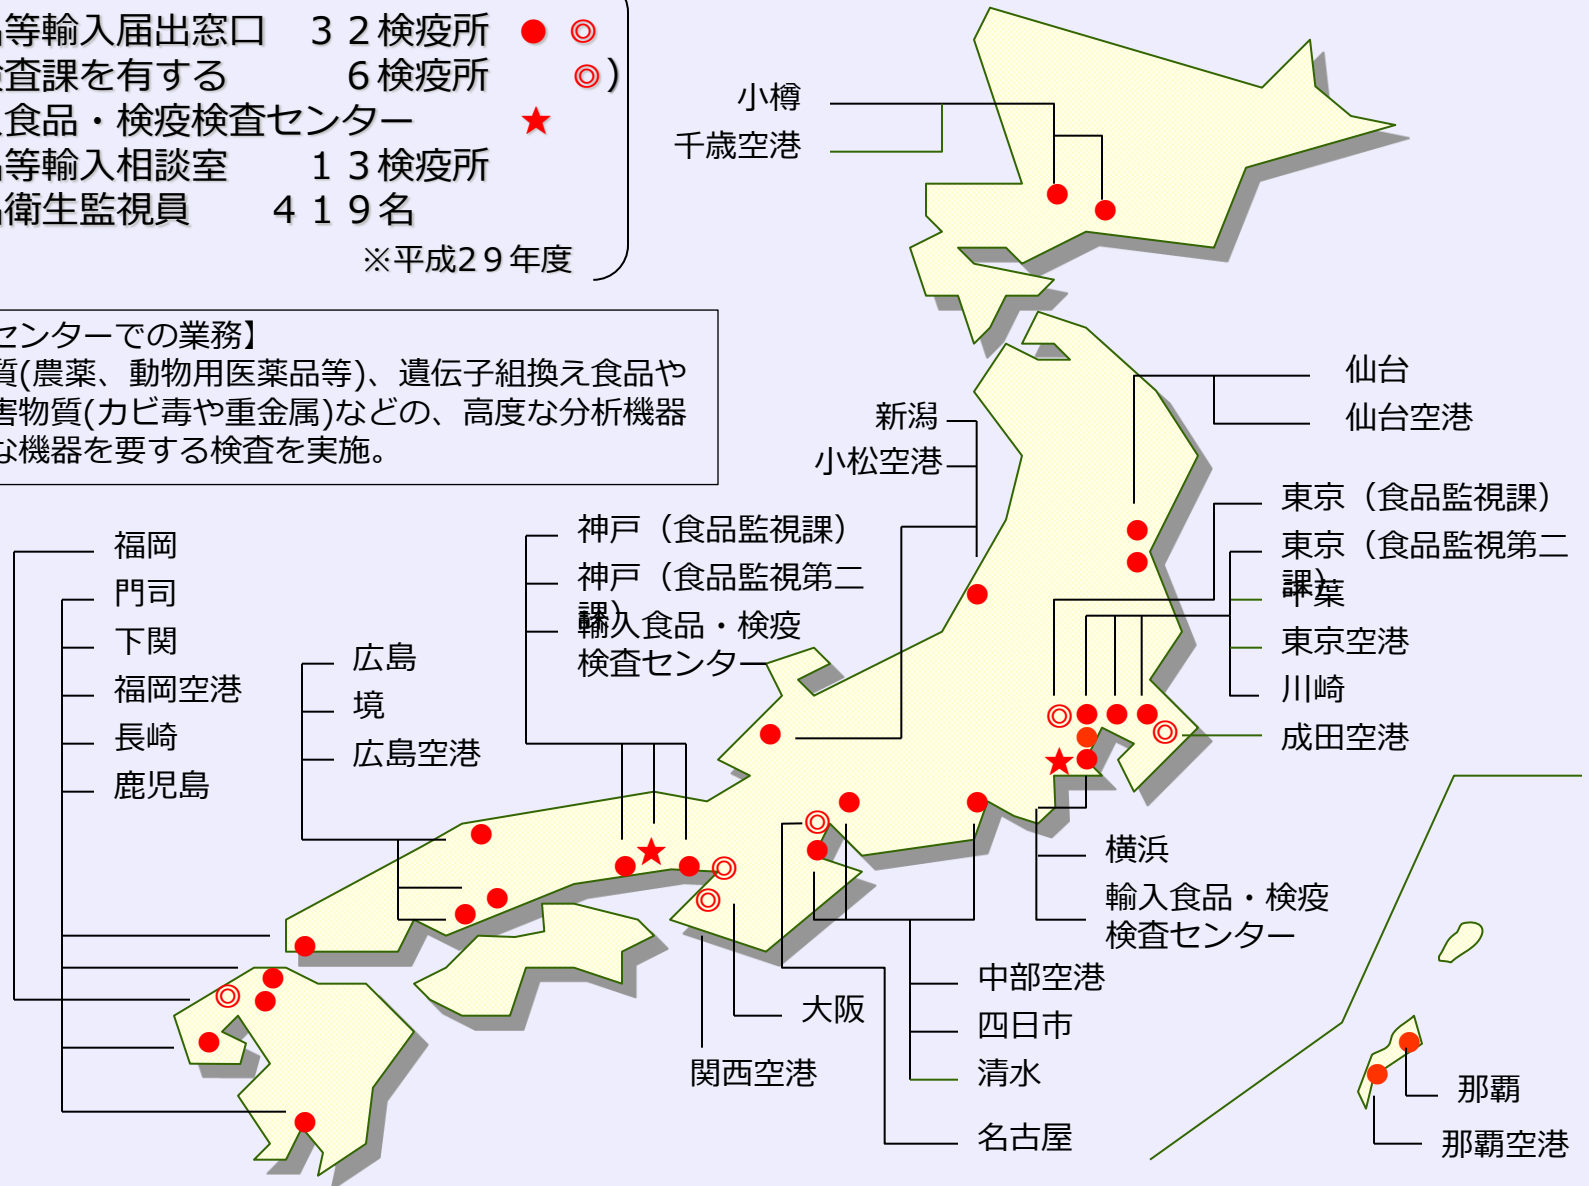 等輸入届出窓口　３２検疫所 ● ◎
査課を有する　　　６検疫所　　◎)
食品・検疫検査センター　　★
等輸入相談室　　１３検疫所
衛生監視員　　４１９名
※平成2９年度
センターでの業務】
質(農薬、動物用医薬品等)、遺伝子組換え食品や
害物質(カビ毒や重金属)などの、高度な分析機器
な機器を要する検査を実施。
小樽
千歳空港
仙台
仙台空港
新潟
小松空港
東京（食品監視課）
東京（食品監視第二
課）
千葉
東京空港
川崎
成田空港
神戸（食品監視課）
神戸（食品監視第二
課）
輸入食品・検疫
検査センター
福岡
門司
下関
福岡空港
長崎
鹿児島
広島
境
広島空港
横浜
輸入食品・検疫
検査センター
中部空港
四日市
清水
名古屋
大阪
関西空港
那覇
那覇空港